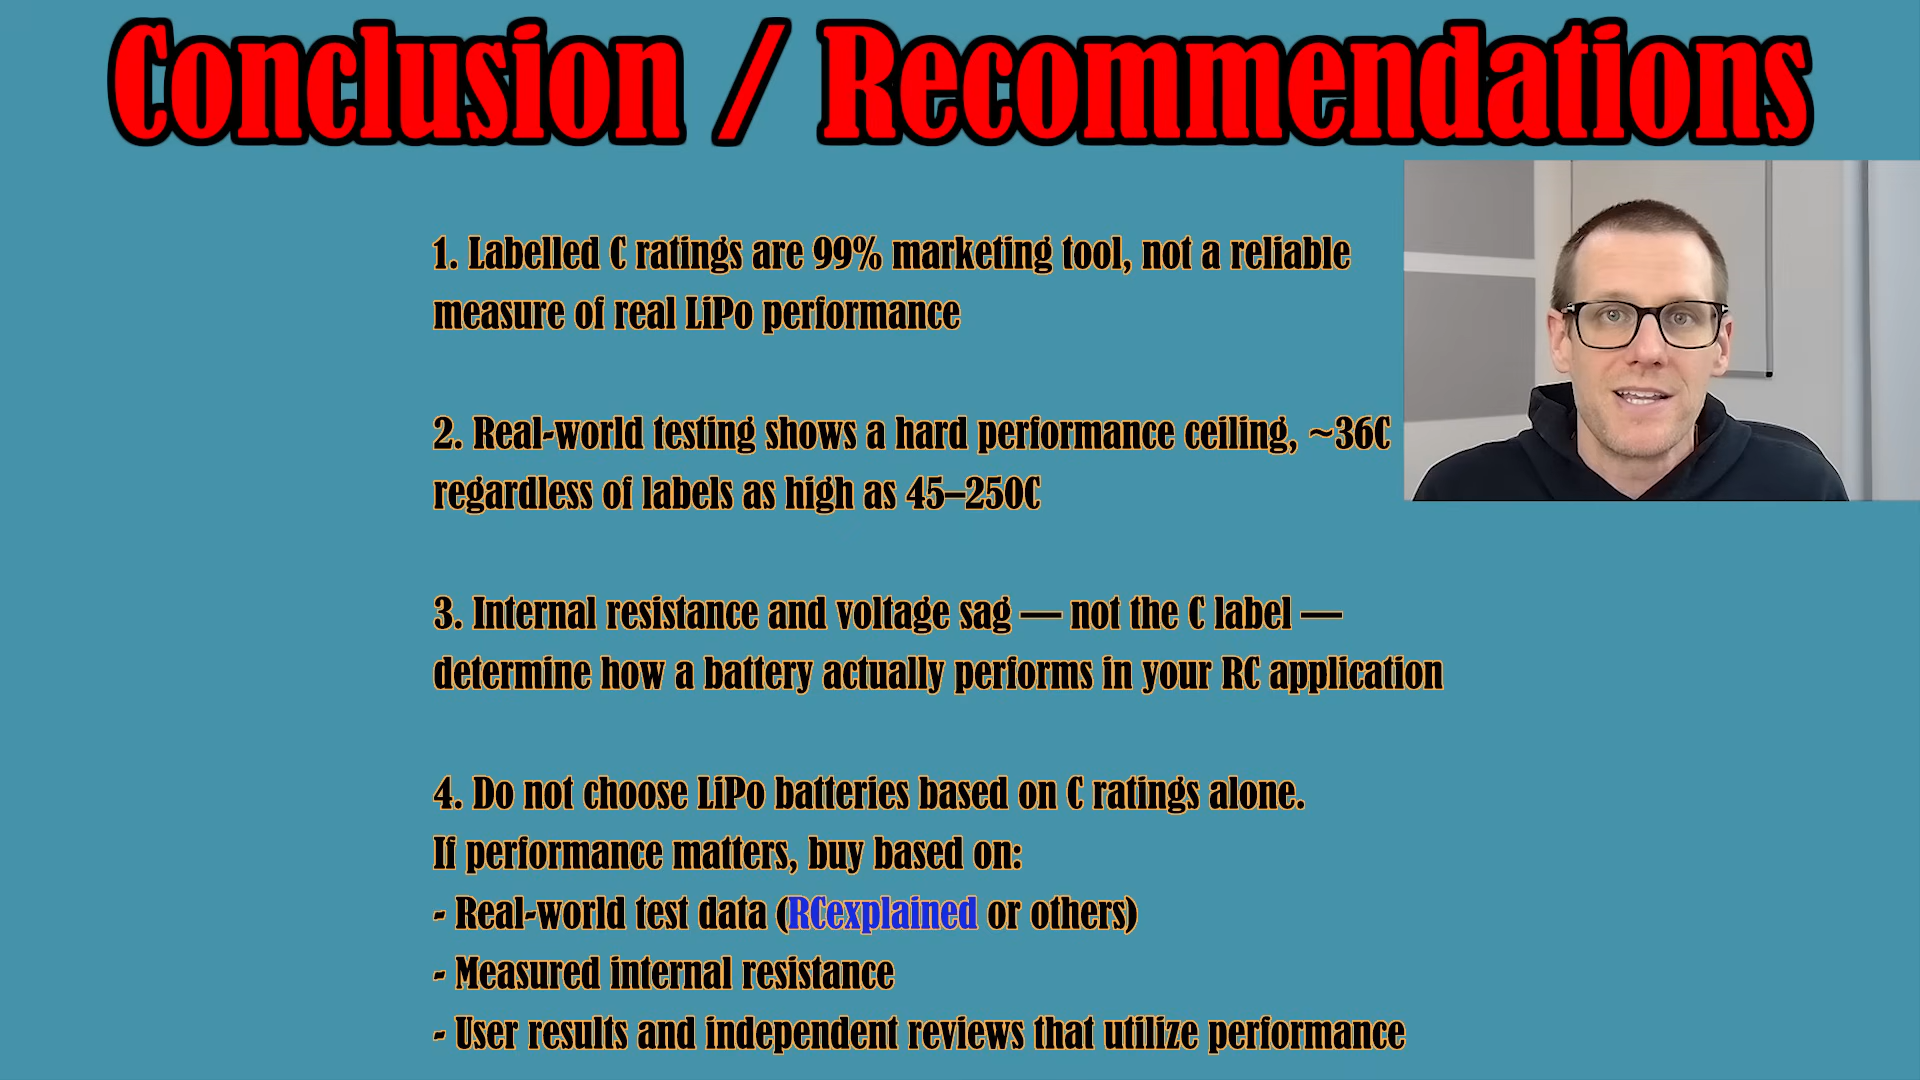 Conclusion / Recommendations
1. Labelled C ratings are 99% marketing tool, not a reliable
measure of real LiPo performance
2. Real-world testing shows a hard performance ceiling, ~36C
regardless of labels as high as 45–250C
3. Internal resistance and voltage sag — not the C label —
determine how a battery actually performs in your RC application
4. Do not choose LiPo batteries based on C ratings alone.
If performance matters, buy based on:
- Real-world test data (RCexplained or others)
- Measured internal resistance
- User results and independent reviews that utilize performance